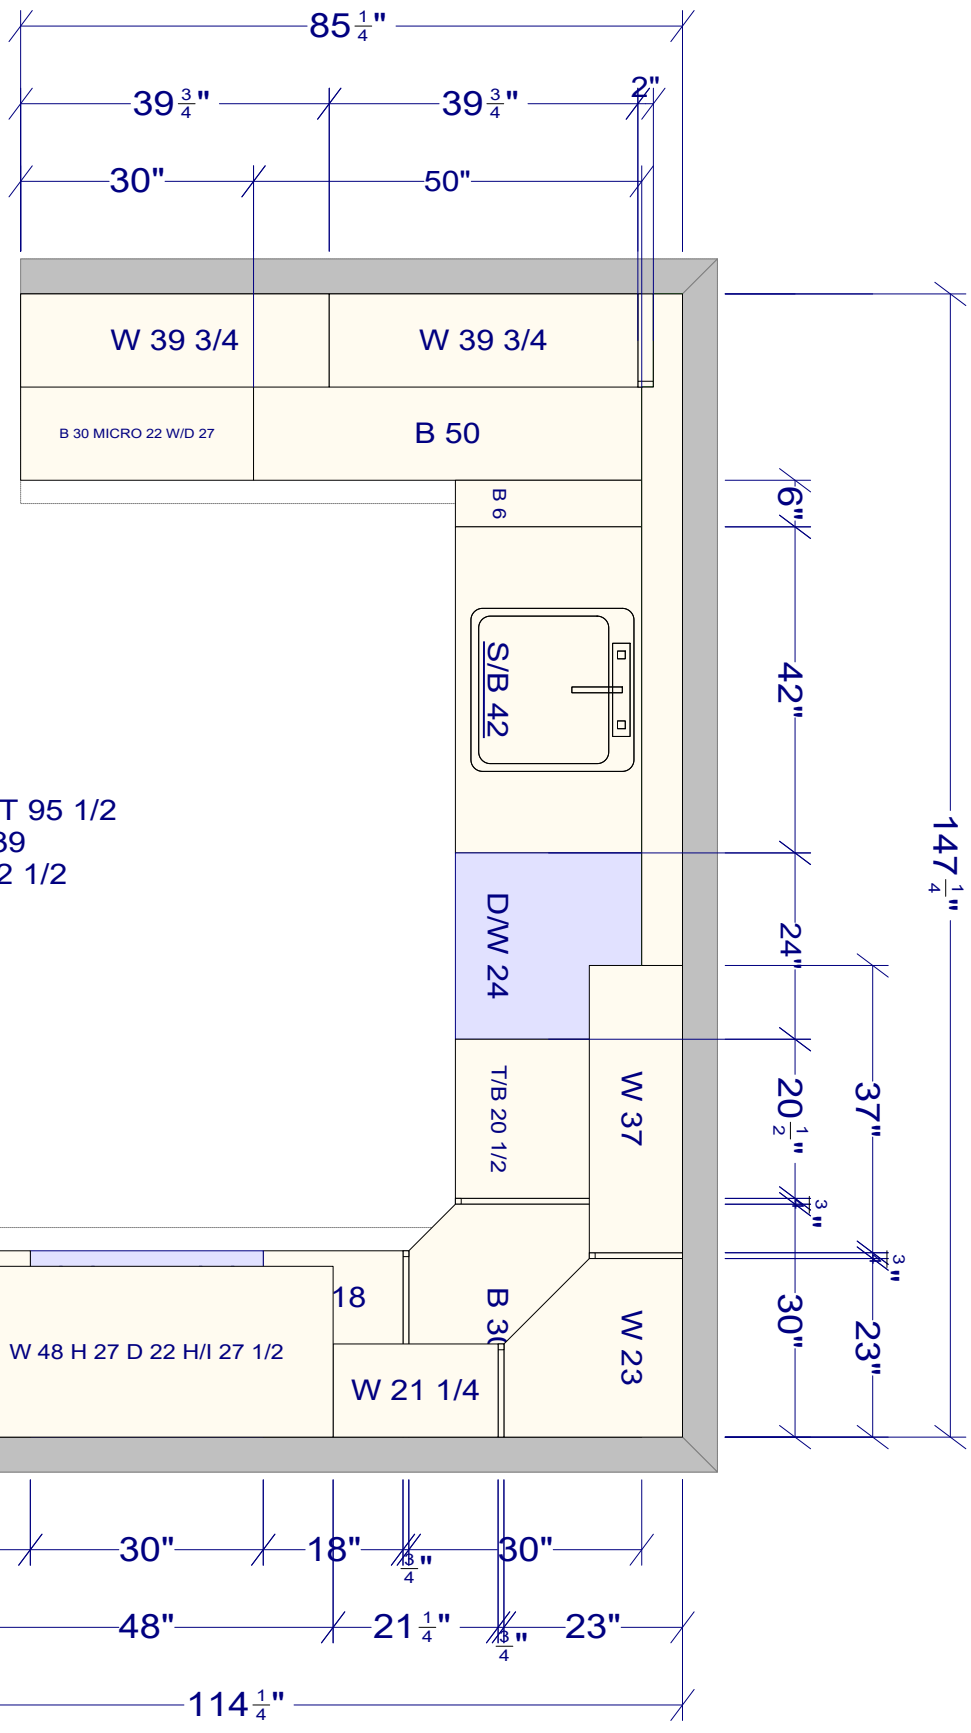 85 1/4"
39 3/4" 39 3/4" 2"
30" 50"
W 39 3/4 W 39 3/4
B 30 MICRO 22 W/D 27 B 50
B 6
6"
S/B 42
42"
T 95 1/2
39
2 1/2
147 1/4"
D/W 24
24"
T/B 20 1/2
W 37
20 1/2"
37"
3/4"
3/4"
18
B 30
W 23
30"
23"
W 48 H 27 D 22 H/I 27 1/2
W 21 1/4
30" 18" 3/4" 30"
48" 21 1/4" 3/4" 23"
114 1/4"